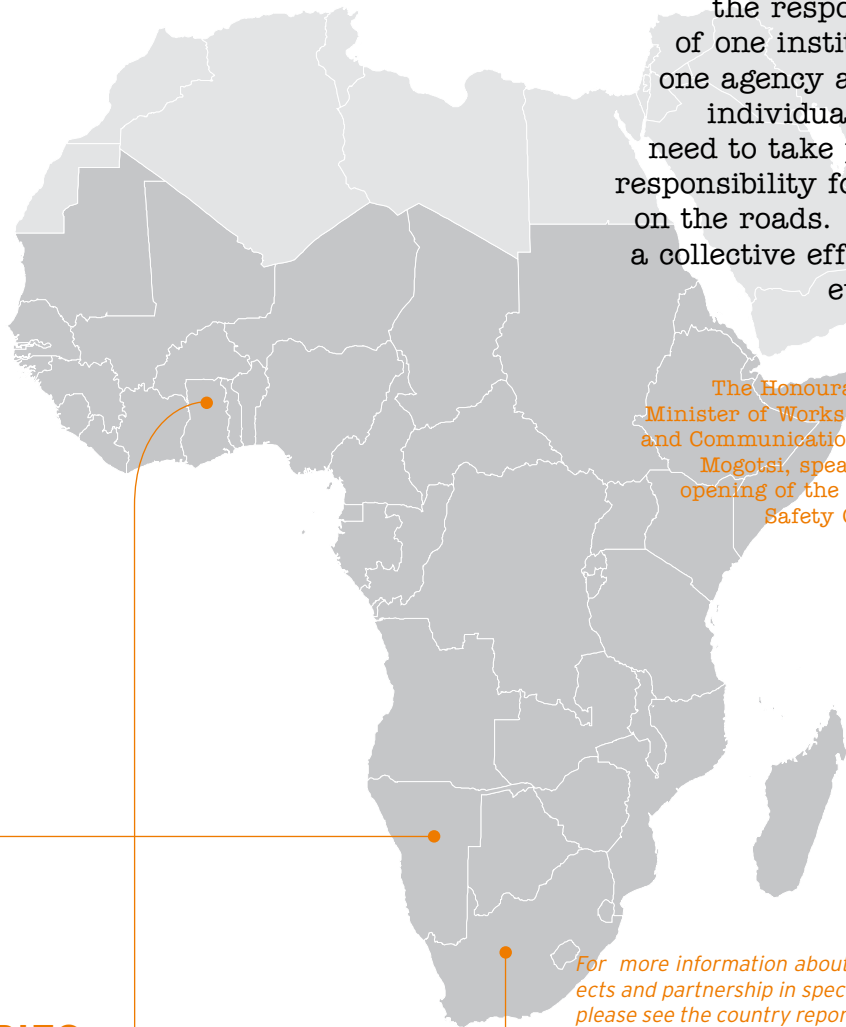 the respo
of one instit
one agency a
individua
need to take
responsibility fo
on the roads.
a collective eff
e
The Honoura
Minister of Works
and Communicatio
Mogotsi, spea
opening of the
Safety
For more information about
ects and partnership in spec
please see the country repor